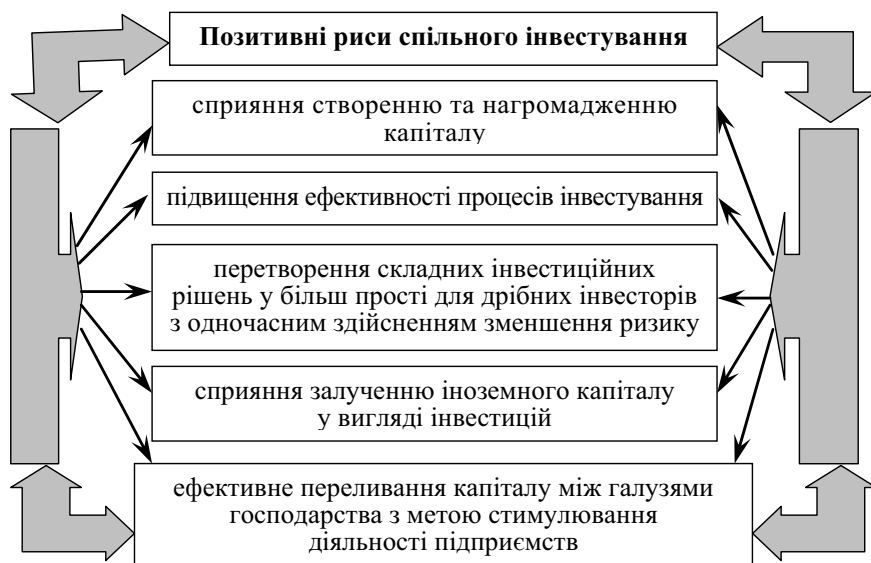 Позитивні риси спільного інвестування
сприяння створенню та нагромадженню
капіталу
підвищення ефективності процесів інвестування
перетворення складних інвестиційних
рішень у більш прості для дрібних інвесторів
з одночасним здійсненням зменшення ризику
сприяння залученню іноземного капіталу
у вигляді інвестицій
ефективне переливання капіталу між галузями
господарства з метою стимулювання
діяльності підприємств